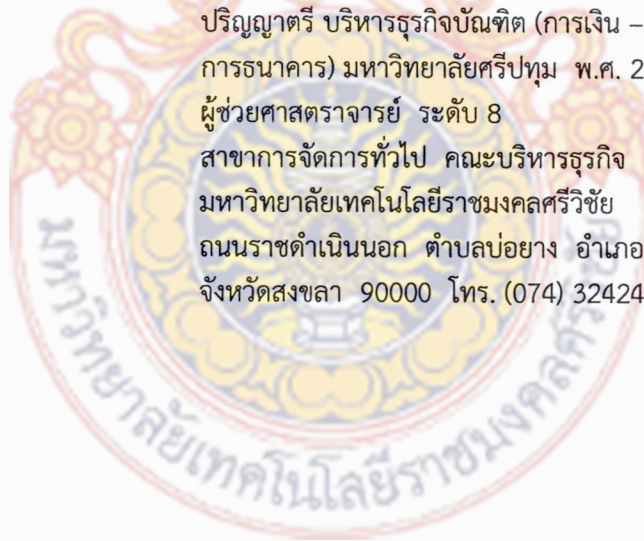 ปริญญาตรี บริหารธุรกิจบัณฑิต (การเงิน –
การธนาคาร) มหาวิทยาลัยศรีปทุม พ.ศ. 2
ผู้ช่วยศาสตราจารย์ ระดับ 8
สาขาการจัดการทั่วไป คณะบริหารธุรกิจ
มหาวิทยาลัยเทคโนโลยีราชมงคลศรีวิชัย
ถนนราชดำเนินนอก ตำบลบ่อยาง อำเภอ
จังหวัดสงขลา 90000 โทร. (074) 32424
มหาวิทยาลัยเทคโนโลยีราชมงคลศรีวิชัย